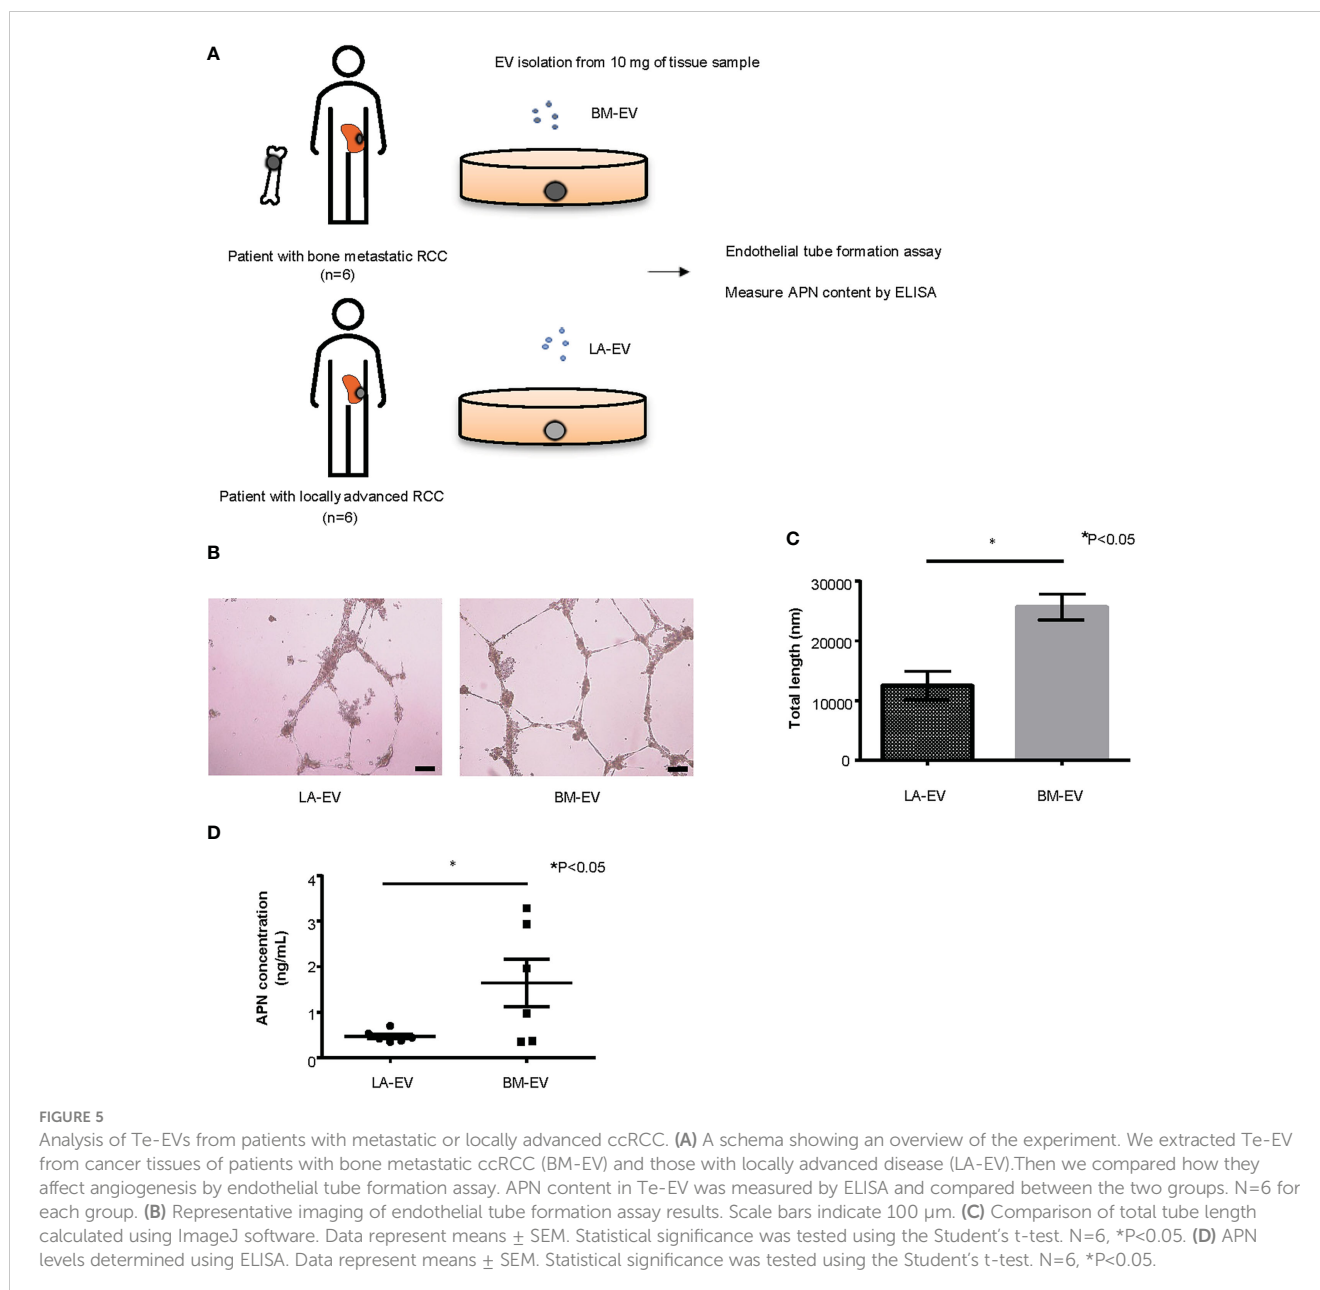 A
EV isolation from 10 mg of tissue sample
BM-EV
Patient with bone metastatic RCC
(n=6)
Endothelial tube formation assay
Measure APN content by ELISA
LA-EV
Patient with locally advanced RCC
(n=6)
B
LA-EV
BM-EV
C
*
*P<0.05
Total length (nm)
30000
20000
10000
0
LA-EV
BM-EV
D
*
*P<0.05
APN concentration
(ng/mL)
4
3
2
1
0
LA-EV
BM-EV
FIGURE 5
Analysis of Te-EVs from patients with metastatic or locally advanced ccRCC. (A) A schema showing an overview of the experiment. We extracted Te-EV
from cancer tissues of patients with bone metastatic ccRCC (BM-EV) and those with locally advanced disease (LA-EV).Then we compared how they
affect angiogenesis by endothelial tube formation assay. APN content in Te-EV was measured by ELISA and compared between the two groups. N=6 for
each group. (B) Representative imaging of endothelial tube formation assay results. Scale bars indicate 100 µm. (C) Comparison of total tube length
calculated using ImageJ software. Data represent means ± SEM. Statistical significance was tested using the Student's t-test. N=6, *P<0.05. (D) APN
levels determined using ELISA. Data represent means ± SEM. Statistical significance was tested using the Student's t-test. N=6, *P<0.05.